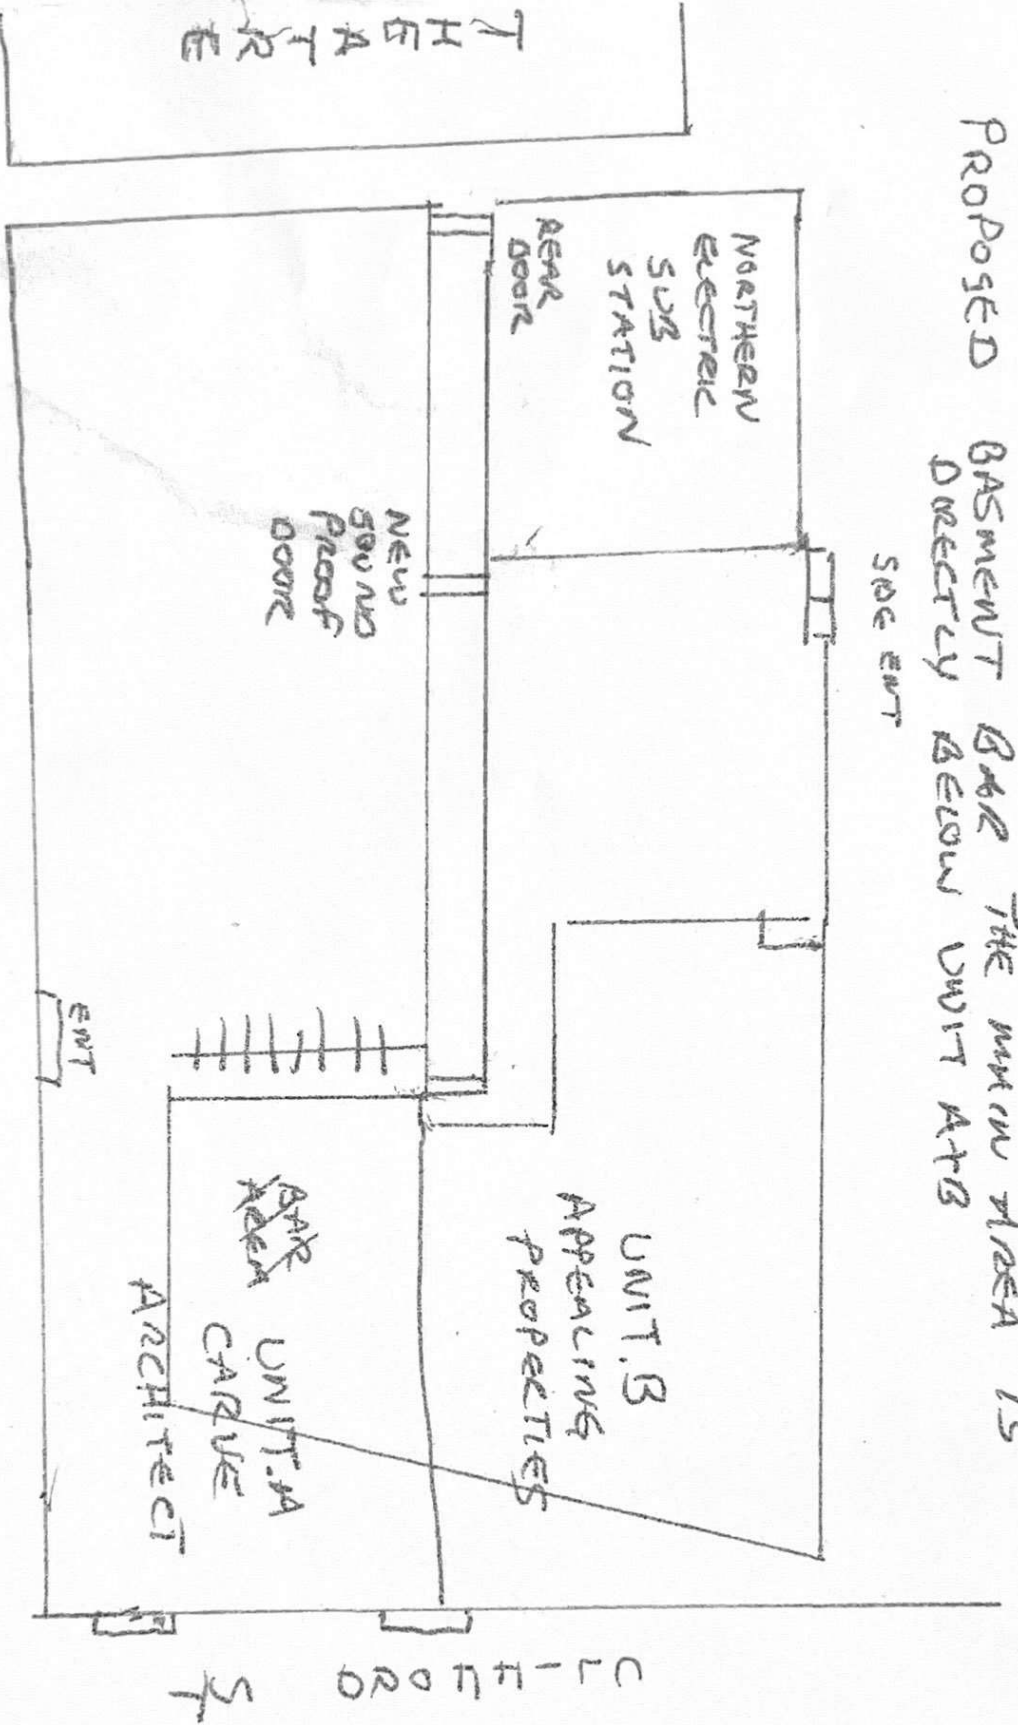 PROPOSED BASMENT BAR THE MAIN AREA IS
DIRECTLY BELOW UNIT A+B
SIDE ENT
NORTHERN
ELECTRIC
SUB
STATION
REAR
DOOR
THEATRE
NEW
SOUND
PROOF
DOOR
ENT
UNIT.B
APPEALING
PROPERTIES
BAR
AREA
UNIT.A
CARVE
ARCHITECT
CLIFFORD
ST